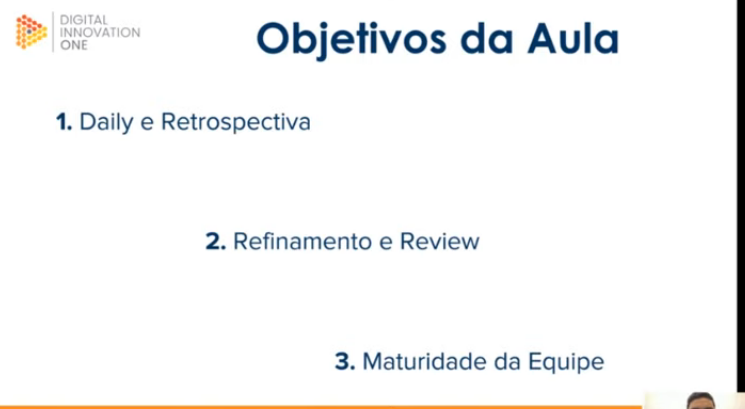 DIGITAL
INNOVATION
ONE
Objetivos da Aula
1. Daily e Retrospectiva
2. Refinamento e Review
3. Maturidade da Equipe